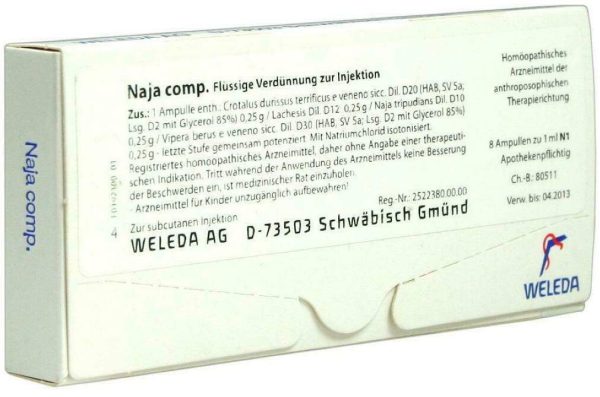 Naja comp.
Naja comp. Flüssige Verdünnung zur Injektion
Zus.: 1 Ampulle enth.: Crotalus durissus terrificus e veneno sicc. Dil. D20 (HAB, SV 5a;
Lsg. D2 mit Glycerol 85%) 0,25 g / Lachesis Dil. D12 0,25 g / Naja tripudians Dil. D10
0,25 g / Vipera berus e veneno sicc. Dil. D30 (HAB, SV 5a; Lsg. D2 mit Glycerol 85%)
0,25 g - letzte Stufe gemeinsam potenziert. Mit Natriumchlorid isotonisiert.
Registriertes homöopathisches Arzneimittel, daher ohne Angabe einer therapeuti-
schen Indikation. Tritt während der Anwendung des Arzneimittels keine Besserung
der Beschwerden ein, ist medizinischer Rat einzuholen.
- Arzneimittel für Kinder unzugänglich aufbewahren!
Reg.-Nr.: 2522380.00.00
4 Zur subcutanen Injektion
WELEDA AG D-73503 Schwäbisch Gmünd
Homöopathisches
Arzneimittel der
anthroposophischen
Therapierichtung
8 Ampullen zu 1 ml N1
Apothekenpflichtig
Ch.-B.: 80511
Verw. bis: 04.2013
WELEDA